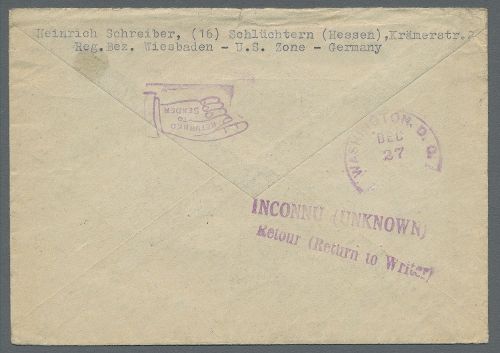 Heinrich Schreiber, (16) Schlüchtern (Hessen),Krämerstr.
Reg.Bez. Wiesbaden - U.S. Zone - Germany
RETURNED
TO
SENDER
WASHINGTON, D.C.
DEC
27
INCONNU (UNKNOWN)
Retour (Return to Writer)